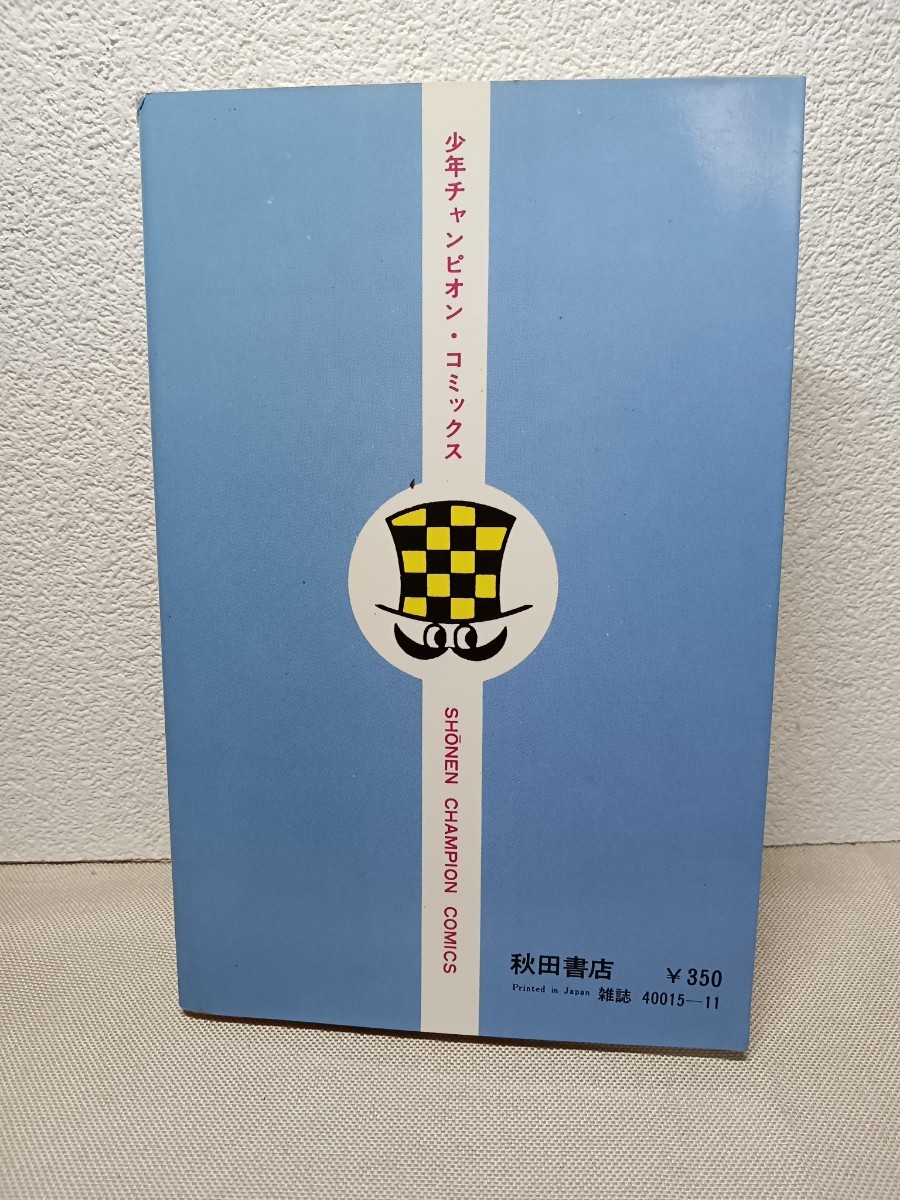 少年チャンピオン・コミックス
SHŌNEN CHAMPION COMICS
秋田書店 ￥350
Printed in Japan 雑誌 40015―11